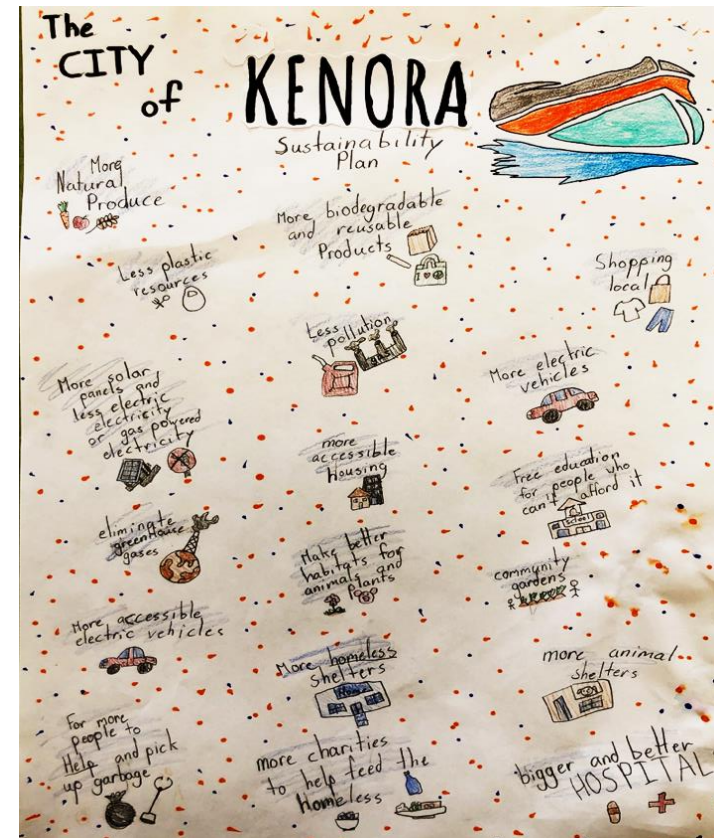 The
CITY
of
KENORA
Sustainability
Plan
More
Natural
Produce
More biodegradable
and reusable
Products
I ♥
Less plastic
resources
Shopping
local
Less
pollution
More solar
panels and
less electric
electricity
or gas powered
electricity
More electric
vehicles
more
accessible
Housing
Free education
for people who
can't afford it
School
eliminate
greenHouse
gases
Make better
habitats for
animals and
Plants
community
gardens
More accessible
electric vehicles
More homeless
shelters
more animal
shelters
For more
people to
Help and pick
up garbage
more charities
to help feed the
Homeless
bigger and better
HOSPITAL